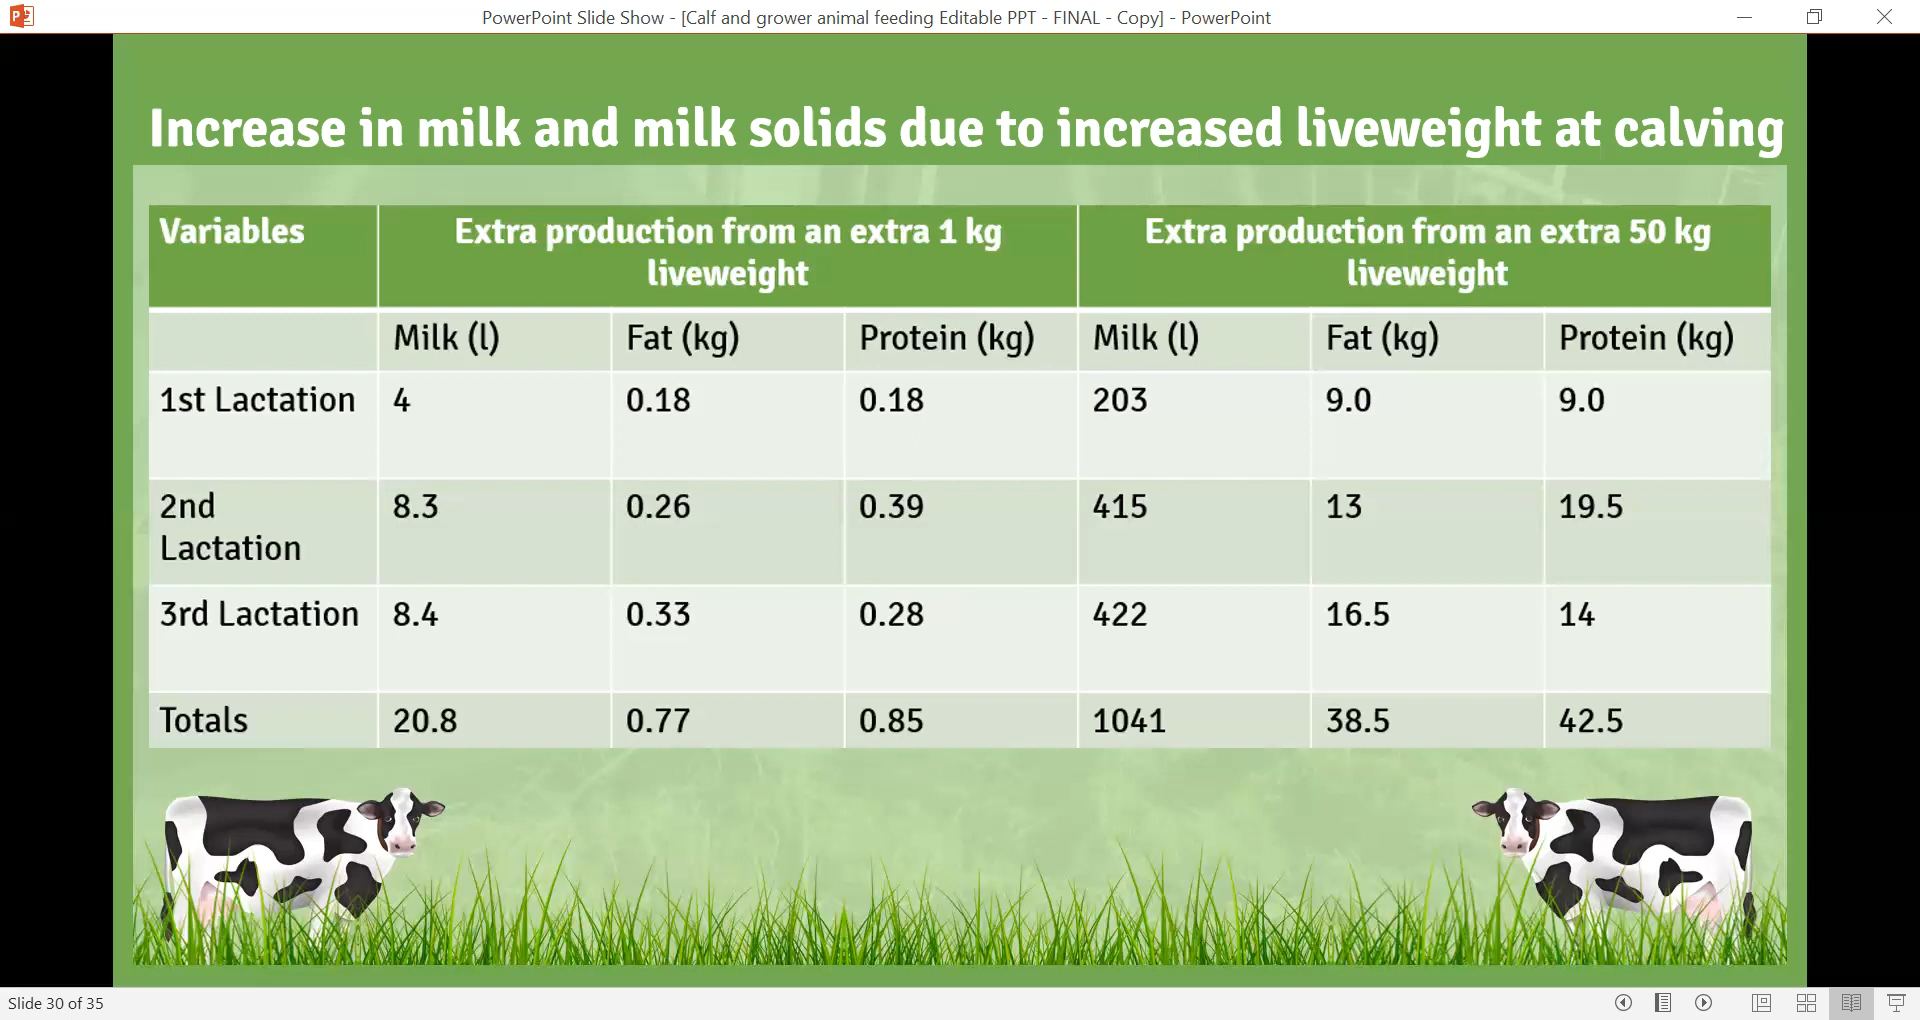 PowerPoint Slide Show - [Calf and grower animal feeding Editable PPT - FINAL - Copy] - PowerPoint
Increase in milk and milk solids due to increased liveweight at calving
Variables
Extra production from an extra 1 kg
liveweight
Extra production from an extra 50 kg
liveweight
Milk (l) Fat (kg) Protein (kg) Milk (l) Fat (kg) Protein (kg)
1st Lactation 4 0.18 0.18 203 9.0 9.0
2nd
Lactation
8.3 0.26 0.39 415 13 19.5
3rd Lactation 8.4 0.33 0.28 422 16.5 14
Totals 20.8 0.77 0.85 1041 38.5 42.5
Slide 30 of 35